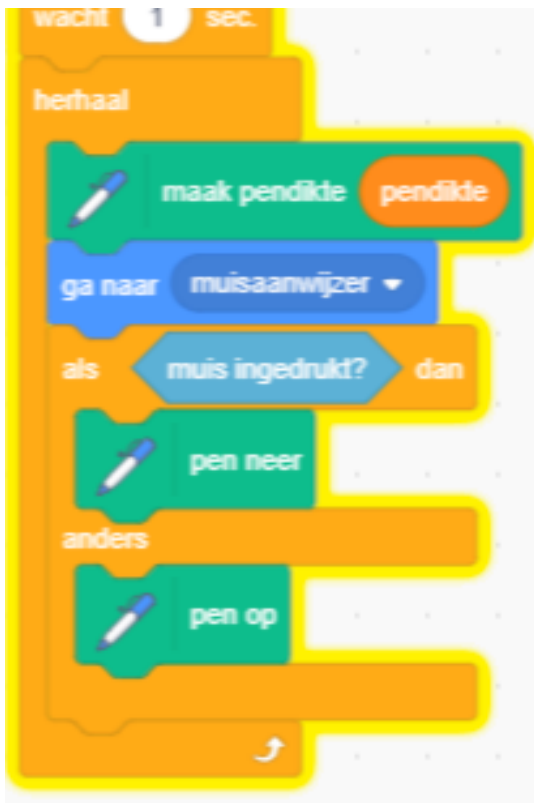 wacht 1 sec.
herhaal
maak pendikte pendikte
ga naar muisaanwijzer
als muis ingedrukt? dan
pen neer
anders
pen op